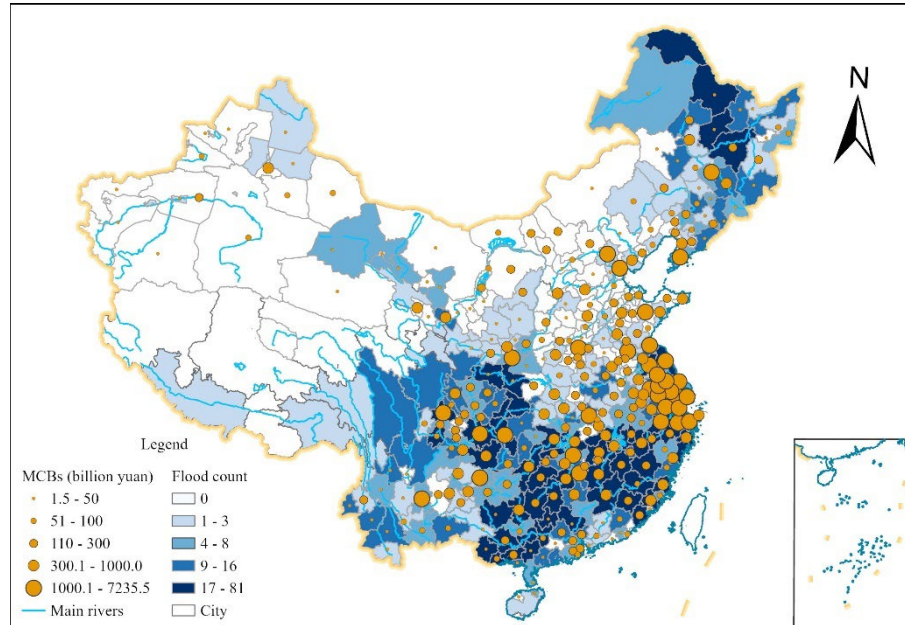 N
Legend
MCBs (billion yuan)
1.5 - 50
51 - 100
110 - 300
300.1 - 1000.0
1000.1 - 7235.5
Main rivers
Flood count
0
1 - 3
4 - 8
9 - 16
17 - 81
City